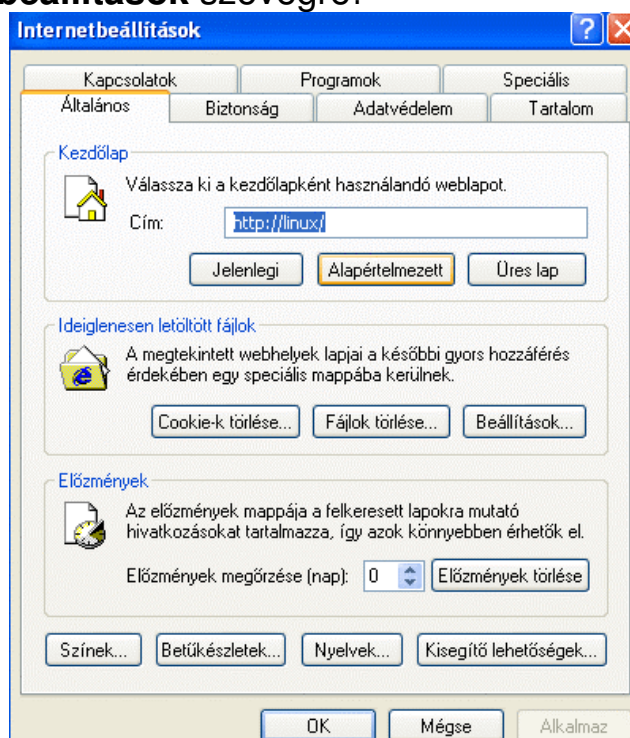 beállítások szövegre.
Internetbeállítások
Kapcsolatok Programok Speciális
Általános Biztonság Adatvédelem Tartalom
Kezdőlap
Válassza ki a kezdőlapként használandó weblapot.
Cím: http://linux/
Jelenlegi Alapértelmezett Üres lap
Ideiglenesen letöltött fájlok
A megtekintett webhelyek lapjai a későbbi gyors hozzáférés
érdekében egy speciális mappába kerülnek.
Cookie-k törlése... Fájlok törlése... Beállítások...
Előzmények
Az előzmények mappája a felkeresett lapokra mutató
hivatkozásokat tartalmazza, így azok könnyebben érhetők el.
Előzmények megőrzése (nap): 0 Előzmények törlése
Színek... Betűkészletek... Nyelvek... Kisegítő lehetőségek...
OK Mégse Alkalmaz